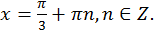 x = π/3 + πn, n ∈ Z.